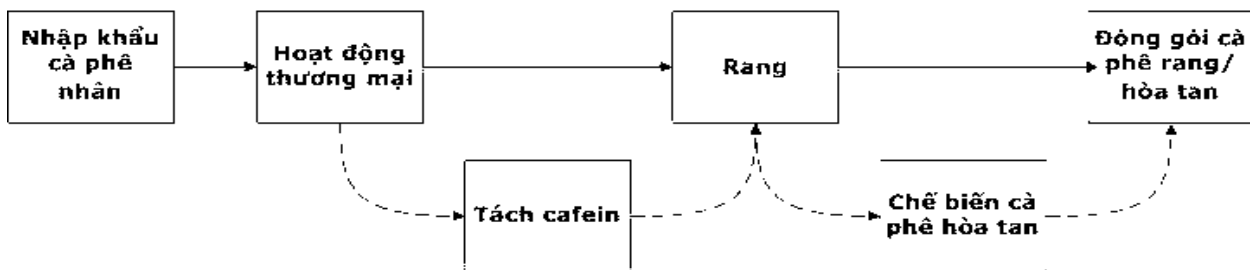 Nhập khẩu
cà phê
nhân
Hoạt động
thương mại
Rang
Đóng gói cà
phê rang/
hòa tan
Tách cafein
Chế biến cà
phê hòa tan